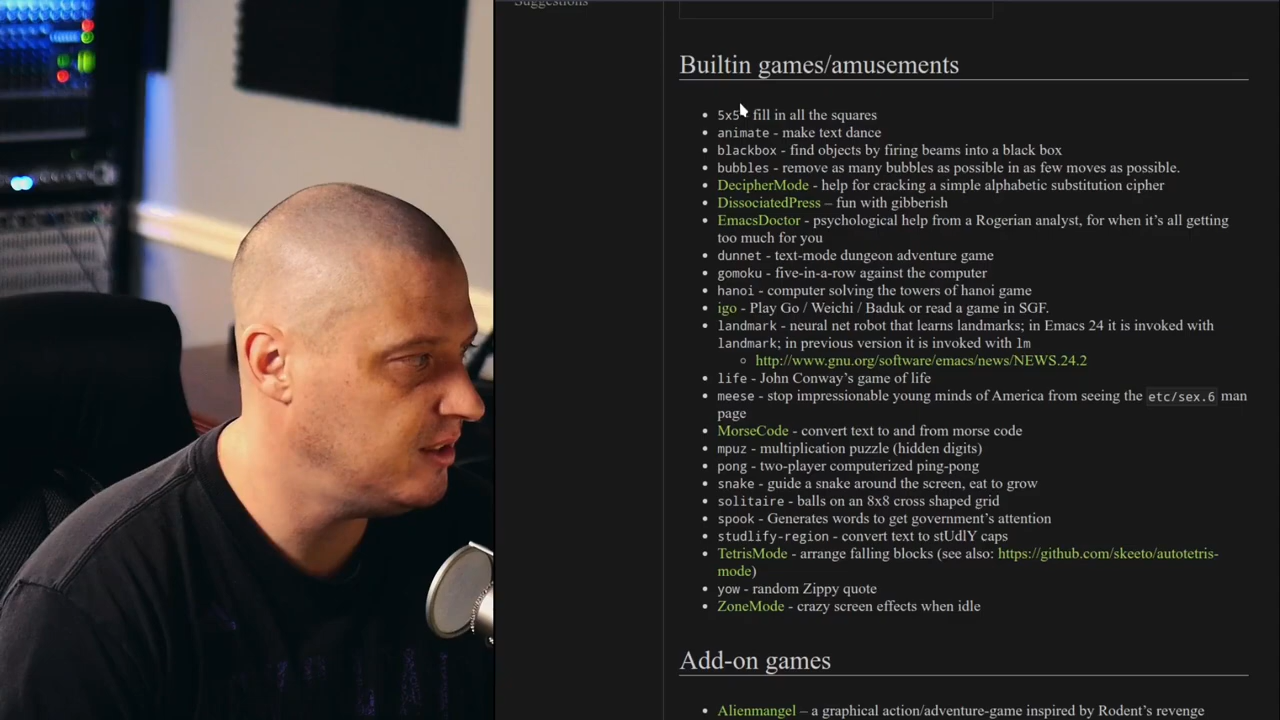 Suggestions
Builtin games/amusements
• 5x5 - fill in all the squares
• animate - make text dance
• blackbox - find objects by firing beams into a black box
• bubbles - remove as many bubbles as possible in as few moves as possible.
• DecipherMode - help for cracking a simple alphabetic substitution cipher
• DissociatedPress – fun with gibberish
• EmacsDoctor - psychological help from a Rogerian analyst, for when it’s all getting
too much for you
• dunnet - text-mode dungeon adventure game
• gomoku - five-in-a-row against the computer
• hanoi - computer solving the towers of hanoi game
• igo - Play Go / Weichi / Baduk or read a game in SGF.
• landmark - neural net robot that learns landmarks; in Emacs 24 it is invoked with
landmark; in previous version it is invoked with lm
◦ http://www.gnu.org/software/emacs/news/NEWS.24.2
• life - John Conway’s game of life
• meese - stop impressionable young minds of America from seeing the etc/sex.6 man
page
• MorseCode - convert text to and from morse code
• mpuz - multiplication puzzle (hidden digits)
• pong - two-player computerized ping-pong
• snake - guide a snake around the screen, eat to grow
• solitaire - balls on an 8x8 cross shaped grid
• spook - Generates words to get government’s attention
• studlify-region - convert text to stUdlY caps
• TetrisMode - arrange falling blocks (see also: https://github.com/skeeto/autotetris-
mode)
• yow - random Zippy quote
• ZoneMode - crazy screen effects when idle
Add-on games
• Alienmangel – a graphical action/adventure-game inspired by Rodent’s revenge